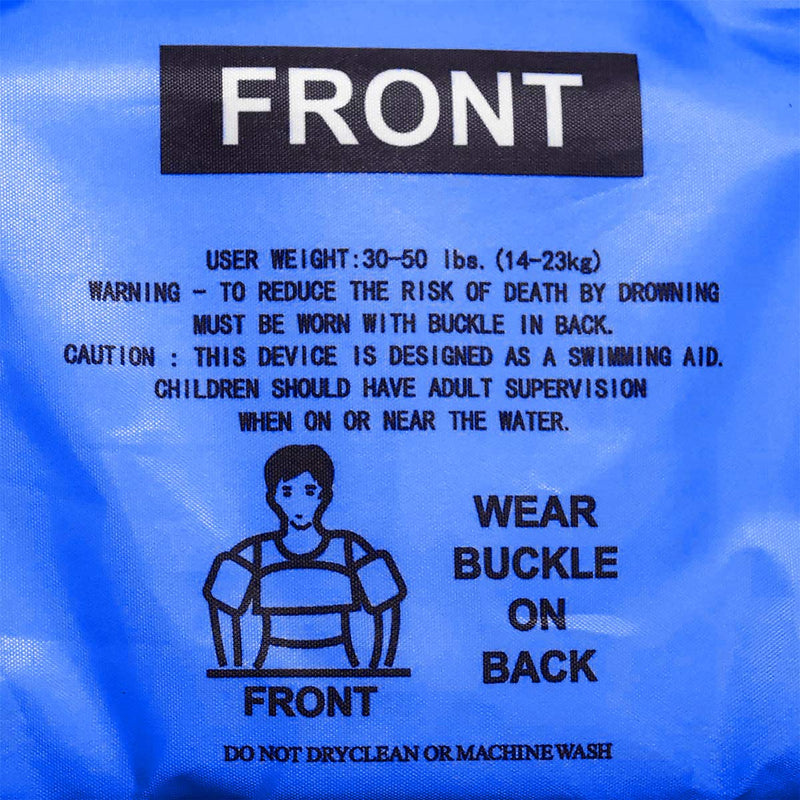 FRONT
USER WEIGHT:30-50 lbs.(14-23kg)
WARNING - TO REDUCE THE RISK OF DEATH BY DROWNING
MUST BE WORN WITH BUCKLE IN BACK.
CAUTION : THIS DEVICE IS DESIGNED AS A SWIMMING AID.
CHILDREN SHOULD HAVE ADULT SUPERVISION
WHEN ON OR NEAR THE WATER.
WEAR
BUCKLE
ON
BACK
FRONT
DO NOT DRYCLEAN OR MACHINE WASH